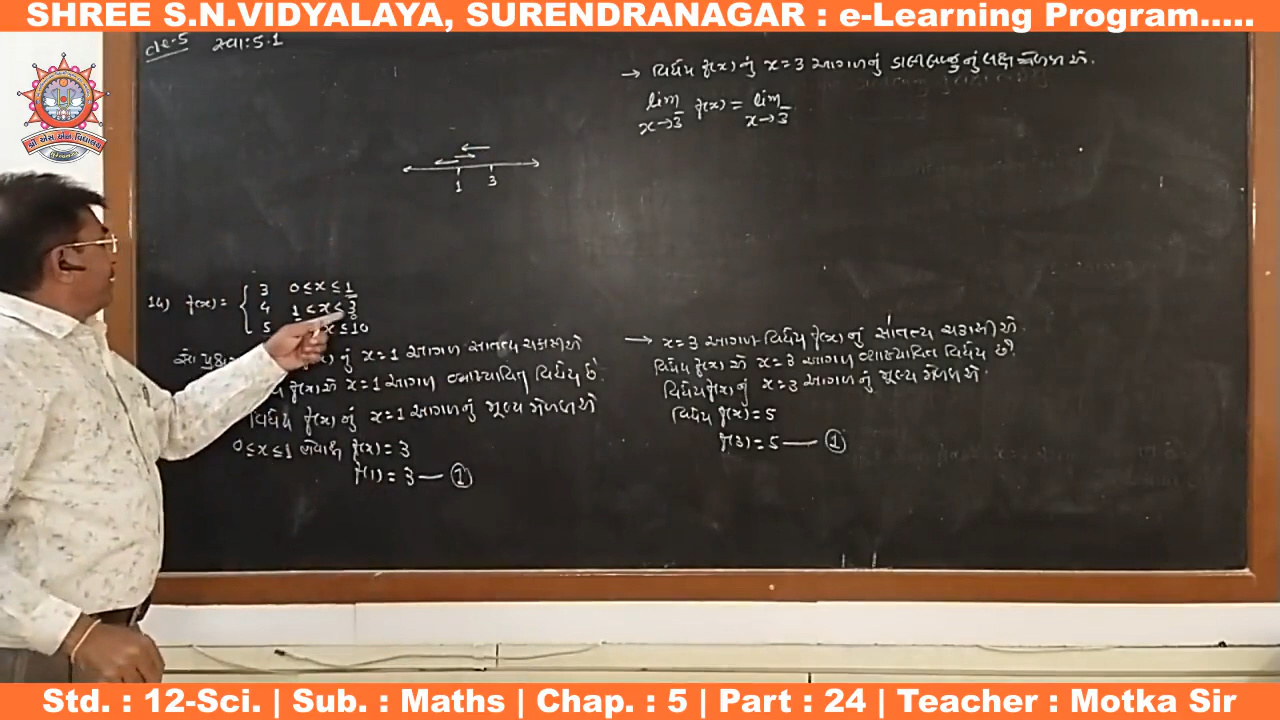 SHREE S.N.VIDYALAYA, SURENDRANAGAR : e-Learning Program.....
સ્વા:5.1
→ વિધેય f(x) નું x=3 આગળનું ડાબીબાજુનું લક્ષ મેળવીએ.
lim f(x) = lim
x→3⁻ x→3⁻
1 3
14) f(x) = { 3 0≤x≤1
4 1<x≤3
5 x≤10
નું x=1 આગળ સાતત્ય ચકાસીએ
f(x) એ x=1 આગળ વ્યાખ્યાયિત વિધેય છે.
વિધેય f(x) નું x=1 આગળનું મૂલ્ય મેળવીએ
0≤x≤1 f(x) = 3
f(1) = 3 — ①
→ x=3 આગળ વિધેય f(x) નું સાતત્ય ચકાસીએ.
વિધેય f(x) એ x=3 આગળ વ્યાખ્યાયિત વિધેય છે.
વિધેય f(x) નું x=3 આગળનું મૂલ્ય મેળવીએ.
વિધેય f(x) = 5
f(3) = 5 — ①
Std. : 12-Sci. | Sub. : Maths | Chap. : 5 | Part : 24 | Teacher : Motka Sir